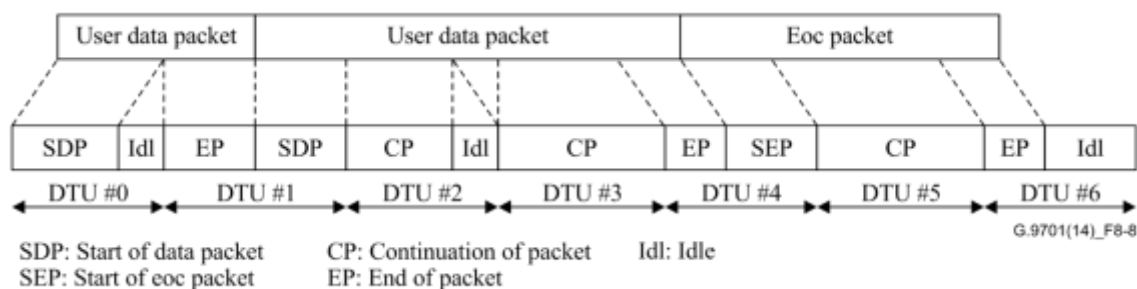 User data packet User data packet Eoc packet
SDP Idl EP SDP CP Idl CP EP SEP CP EP Idl
DTU #0 DTU #1 DTU #2 DTU #3 DTU #4 DTU #5 DTU #6
G.9701(14)_F8-8
SDP: Start of data packet CP: Continuation of packet Idl: Idle
SEP: Start of eoc packet EP: End of packet